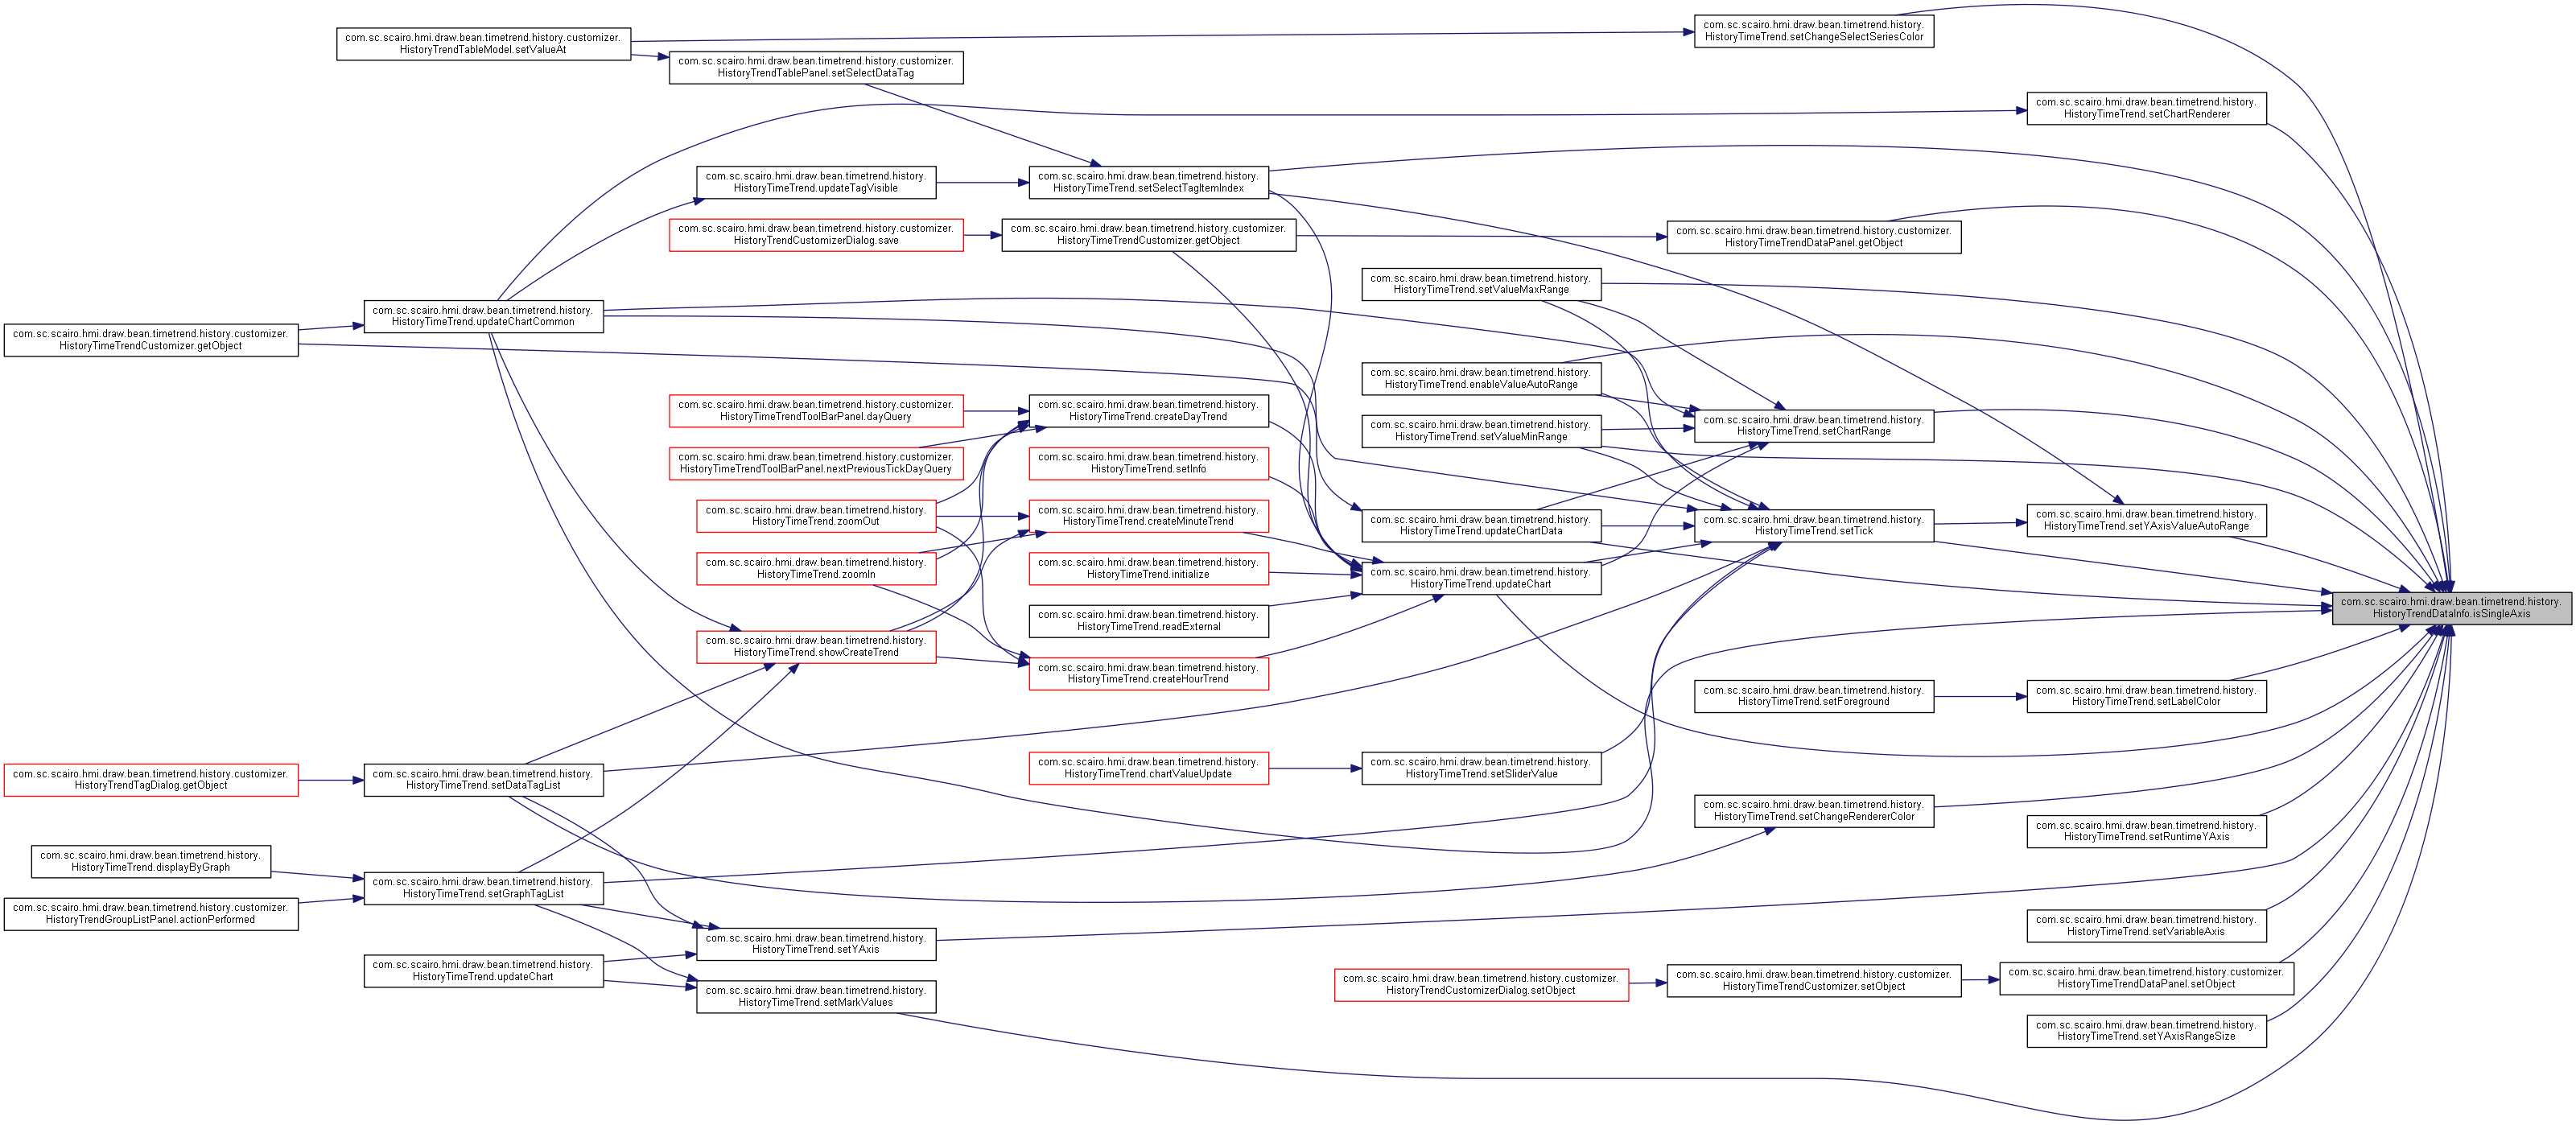 com.sc.scairo.hmi.draw.bean.timetrend.history.
HistoryTimeTrend.setChangeSelectSeriesColor
com.sc.scairo.hmi.draw.bean.timetrend.history.customizer.
HistoryTrendTableModel.setValueAt
com.sc.scairo.hmi.draw.bean.timetrend.history.customizer.
HistoryTrendTablePanel.setSelectDataTag
com.sc.scairo.hmi.draw.bean.timetrend.history.
HistoryTimeTrend.setChartRenderer
com.sc.scairo.hmi.draw.bean.timetrend.history.
HistoryTimeTrend.updateTagVisible
com.sc.scairo.hmi.draw.bean.timetrend.history.
HistoryTimeTrend.setSelectTagItemIndex
com.sc.scairo.hmi.draw.bean.timetrend.history.customizer.
HistoryTrendCustomizerDialog.save
com.sc.scairo.hmi.draw.bean.timetrend.history.customizer.
HistoryTimeTrendCustomizer.getObject
com.sc.scairo.hmi.draw.bean.timetrend.history.customizer.
HistoryTimeTrendDataPanel.getObject
com.sc.scairo.hmi.draw.bean.timetrend.history.
HistoryTimeTrend.setValueMaxRange
com.sc.scairo.hmi.draw.bean.timetrend.history.
HistoryTimeTrend.updateChartCommon
com.sc.scairo.hmi.draw.bean.timetrend.history.customizer.
HistoryTimeTrendCustomizer.getObject
com.sc.scairo.hmi.draw.bean.timetrend.history.
HistoryTimeTrend.enableValueAutoRange
com.sc.scairo.hmi.draw.bean.timetrend.history.customizer.
HistoryTimeTrendToolBarPanel.dayQuery
com.sc.scairo.hmi.draw.bean.timetrend.history.
HistoryTimeTrend.createDayTrend
com.sc.scairo.hmi.draw.bean.timetrend.history.
HistoryTimeTrend.setValueMinRange
com.sc.scairo.hmi.draw.bean.timetrend.history.
HistoryTimeTrend.setChartRange
com.sc.scairo.hmi.draw.bean.timetrend.history.customizer.
HistoryTimeTrendToolBarPanel.nextPreviousTickDayQuery
com.sc.scairo.hmi.draw.bean.timetrend.history.
HistoryTimeTrend.setInfo
com.sc.scairo.hmi.draw.bean.timetrend.history.
HistoryTimeTrend.zoomOut
com.sc.scairo.hmi.draw.bean.timetrend.history.
HistoryTimeTrend.createMinuteTrend
com.sc.scairo.hmi.draw.bean.timetrend.history.
HistoryTimeTrend.updateChartData
com.sc.scairo.hmi.draw.bean.timetrend.history.
HistoryTimeTrend.setTick
com.sc.scairo.hmi.draw.bean.timetrend.history.
HistoryTimeTrend.setYAxisValueAutoRange
com.sc.scairo.hmi.draw.bean.timetrend.history.
HistoryTimeTrend.zoomIn
com.sc.scairo.hmi.draw.bean.timetrend.history.
HistoryTimeTrend.initialize
com.sc.scairo.hmi.draw.bean.timetrend.history.
HistoryTimeTrend.updateChart
com.sc.scairo.hmi.draw.bean.timetrend.history.
HistoryTrendDataInfo.isSingleAxis
com.sc.scairo.hmi.draw.bean.timetrend.history.
HistoryTimeTrend.readExternal
com.sc.scairo.hmi.draw.bean.timetrend.history.
HistoryTimeTrend.showCreateTrend
com.sc.scairo.hmi.draw.bean.timetrend.history.
HistoryTimeTrend.createHourTrend
com.sc.scairo.hmi.draw.bean.timetrend.history.
HistoryTimeTrend.setForeground
com.sc.scairo.hmi.draw.bean.timetrend.history.
HistoryTimeTrend.setLabelColor
com.sc.scairo.hmi.draw.bean.timetrend.history.customizer.
HistoryTrendTagDialog.getObject
com.sc.scairo.hmi.draw.bean.timetrend.history.
HistoryTimeTrend.setDataTagList
com.sc.scairo.hmi.draw.bean.timetrend.history.
HistoryTimeTrend.chartValueUpdate
com.sc.scairo.hmi.draw.bean.timetrend.history.
HistoryTimeTrend.setSliderValue
com.sc.scairo.hmi.draw.bean.timetrend.history.
HistoryTimeTrend.setChangeRendererColor
com.sc.scairo.hmi.draw.bean.timetrend.history.
HistoryTimeTrend.setRuntimeYAxis
com.sc.scairo.hmi.draw.bean.timetrend.history.
HistoryTimeTrend.displayByGraph
com.sc.scairo.hmi.draw.bean.timetrend.history.
HistoryTimeTrend.setGraphTagList
com.sc.scairo.hmi.draw.bean.timetrend.history.customizer.
HistoryTrendGroupListPanel.actionPerformed
com.sc.scairo.hmi.draw.bean.timetrend.history.
HistoryTimeTrend.setVariableAxis
com.sc.scairo.hmi.draw.bean.timetrend.history.
HistoryTimeTrend.setYAxis
com.sc.scairo.hmi.draw.bean.timetrend.history.
HistoryTimeTrend.updateChart
com.sc.scairo.hmi.draw.bean.timetrend.history.
HistoryTimeTrend.setMarkValues
com.sc.scairo.hmi.draw.bean.timetrend.history.customizer.
HistoryTrendCustomizerDialog.setObject
com.sc.scairo.hmi.draw.bean.timetrend.history.customizer.
HistoryTimeTrendCustomizer.setObject
com.sc.scairo.hmi.draw.bean.timetrend.history.customizer.
HistoryTimeTrendDataPanel.setObject
com.sc.scairo.hmi.draw.bean.timetrend.history.
HistoryTimeTrend.setYAxisRangeSize